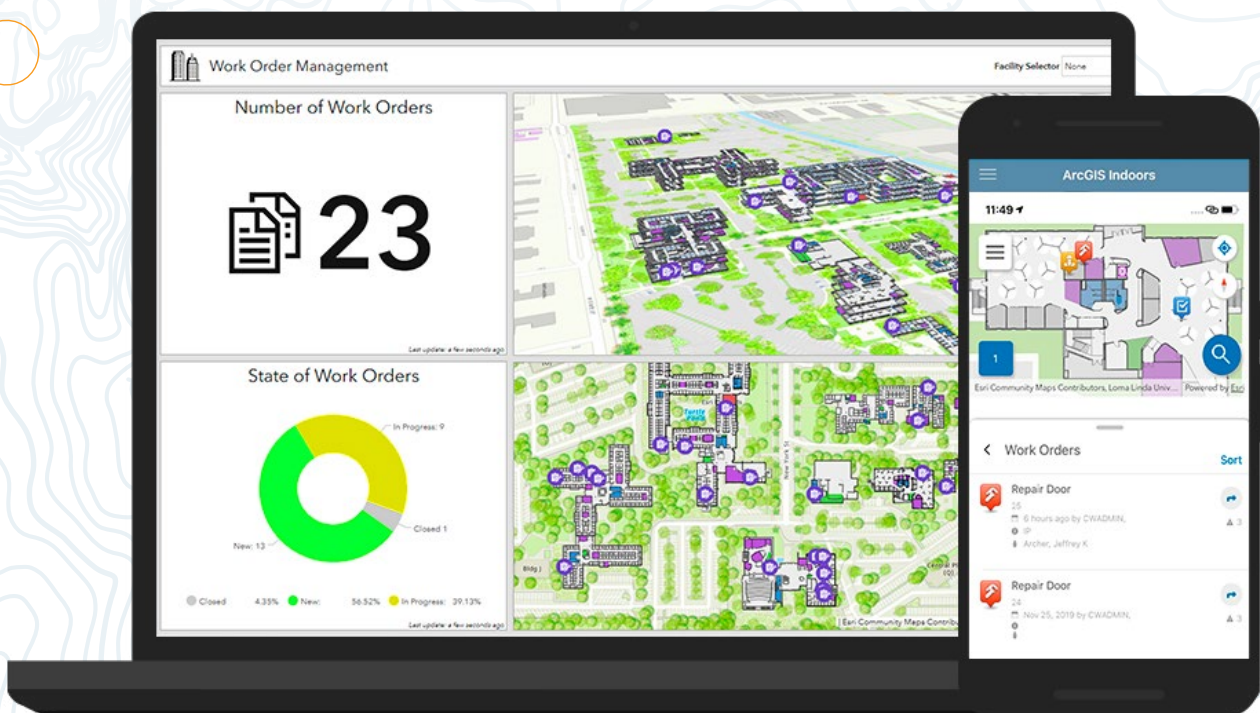 Work Order Management
Facility Selector None
Number of Work Orders
23
Last update: a few seconds ago
State of Work Orders
In Progress: 9
Closed 1
New: 13
Closed 4.35% New: 56.52% In Progress: 39.13%
Last update: a few seconds ago
Turtle
New York St
Bldg J
Esri Community Maps Contribu
ArcGIS Indoors
11:49
1
Esri Community Maps Contributors, Loma Linda Univ... Powered by Esri
Work Orders
Sort
Repair Door
25
6 hours ago by CWADMIN,
3
Archer, Jeffrey K
Repair Door
24
Nov 25, 2019 by CWADMIN,
3